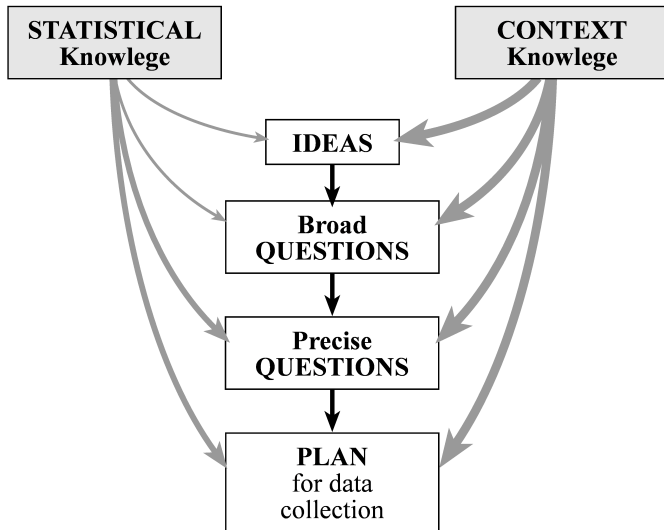 STATISTICAL
Knowlege
CONTEXT
Knowlege
IDEAS
Broad
QUESTIONS
Precise
QUESTIONS
PLAN
for data
collection